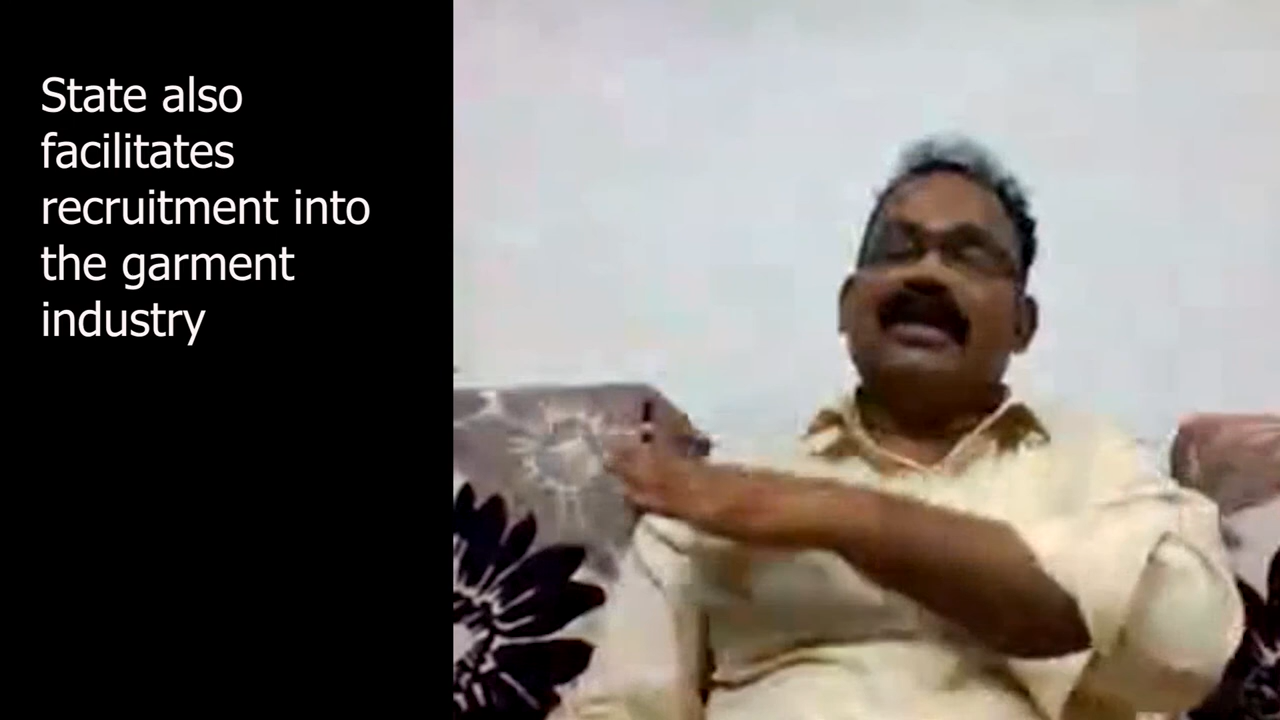 State also
facilitates
recruitment into
the garment
industry